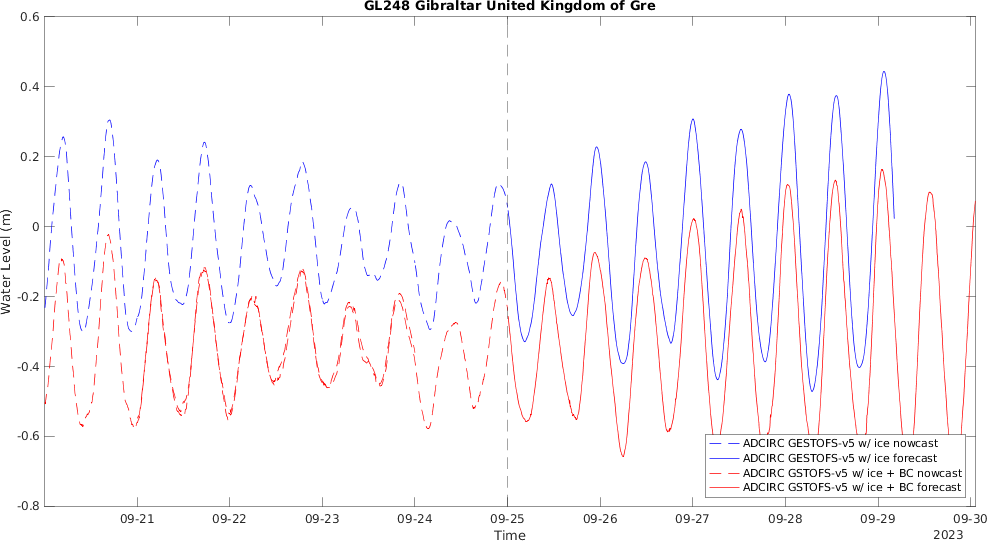 GL248 Gibraltar United Kingdom of Gre
0.6
0.4
0.2
0
-0.2
-0.4
-0.6
-0.8
Water Level (m)
09-21
09-22
09-23
09-24
09-25
09-26
09-27
09-28
09-29
09-30
Time
2023
ADCIRC GESTOFS-v5 w/ ice nowcast
ADCIRC GESTOFS-v5 w/ ice forecast
ADCIRC GSTOFS-v5 w/ ice + BC nowcast
ADCIRC GSTOFS-v5 w/ ice + BC forecast